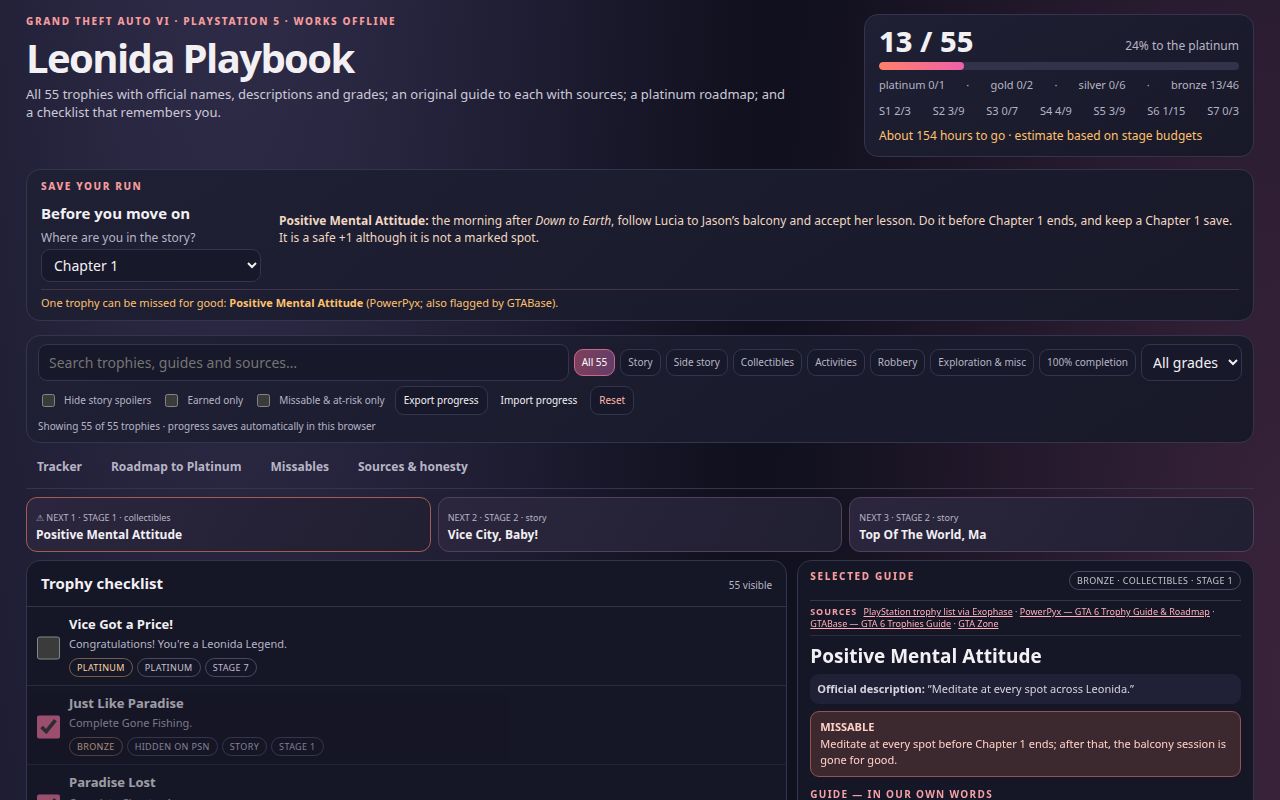 GRAND THEFT AUTO VI · PLAYSTATION 5 · WORKS OFFLINE
Leonida Playbook
All 55 trophies with official names, descriptions and grades; an original guide to each with sources; a platinum roadmap; and
a checklist that remembers you.
13 / 55
24% to the platinum
platinum 0/1 · gold 0/2 · silver 0/6 · bronze 13/46
S1 2/3 S2 3/9 S3 0/7 S4 4/9 S5 3/9 S6 1/15 S7 0/3
About 154 hours to go · estimate based on stage budgets
SAVE YOUR RUN
Before you move on
Where are you in the story?
Chapter 1
Positive Mental Attitude: the morning after Down to Earth, follow Lucia to Jason’s balcony and accept her lesson. Do it before Chapter 1 ends, and keep a Chapter 1 save.
It is a safe +1 although it is not a marked spot.
One trophy can be missed for good: Positive Mental Attitude (PowerPyx; also flagged by GTABase).
Search trophies, guides and sources...
All 55 Story Side story Collectibles Activities Robbery Exploration & misc 100% completion All grades
Hide story spoilers Earned only Missable & at-risk only Export progress Import progress Reset
Showing 55 of 55 trophies · progress saves automatically in this browser
Tracker Roadmap to Platinum Missables Sources & honesty
⚠ NEXT 1 · STAGE 1 · collectibles
Positive Mental Attitude
NEXT 2 · STAGE 2 · story
Vice City, Baby!
NEXT 3 · STAGE 2 · story
Top Of The World, Ma
Trophy checklist
55 visible
Vice Got a Price!
Congratulations! You're a Leonida Legend.
PLATINUM PLATINUM STAGE 7
Just Like Paradise
Complete Gone Fishing.
BRONZE HIDDEN ON PSN STORY STAGE 1
Paradise Lost
SELECTED GUIDE
BRONZE · COLLECTIBLES · STAGE 1
SOURCES PlayStation trophy list via Exophase · PowerPyx — GTA 6 Trophy Guide & Roadmap ·
GTABase — GTA 6 Trophies Guide · GTA Zone
Positive Mental Attitude
Official description: “Meditate at every spot across Leonida.”
MISSABLE
Meditate at every spot before Chapter 1 ends; after that, the balcony session is
gone for good.
GUIDE — IN OUR OWN WORDS